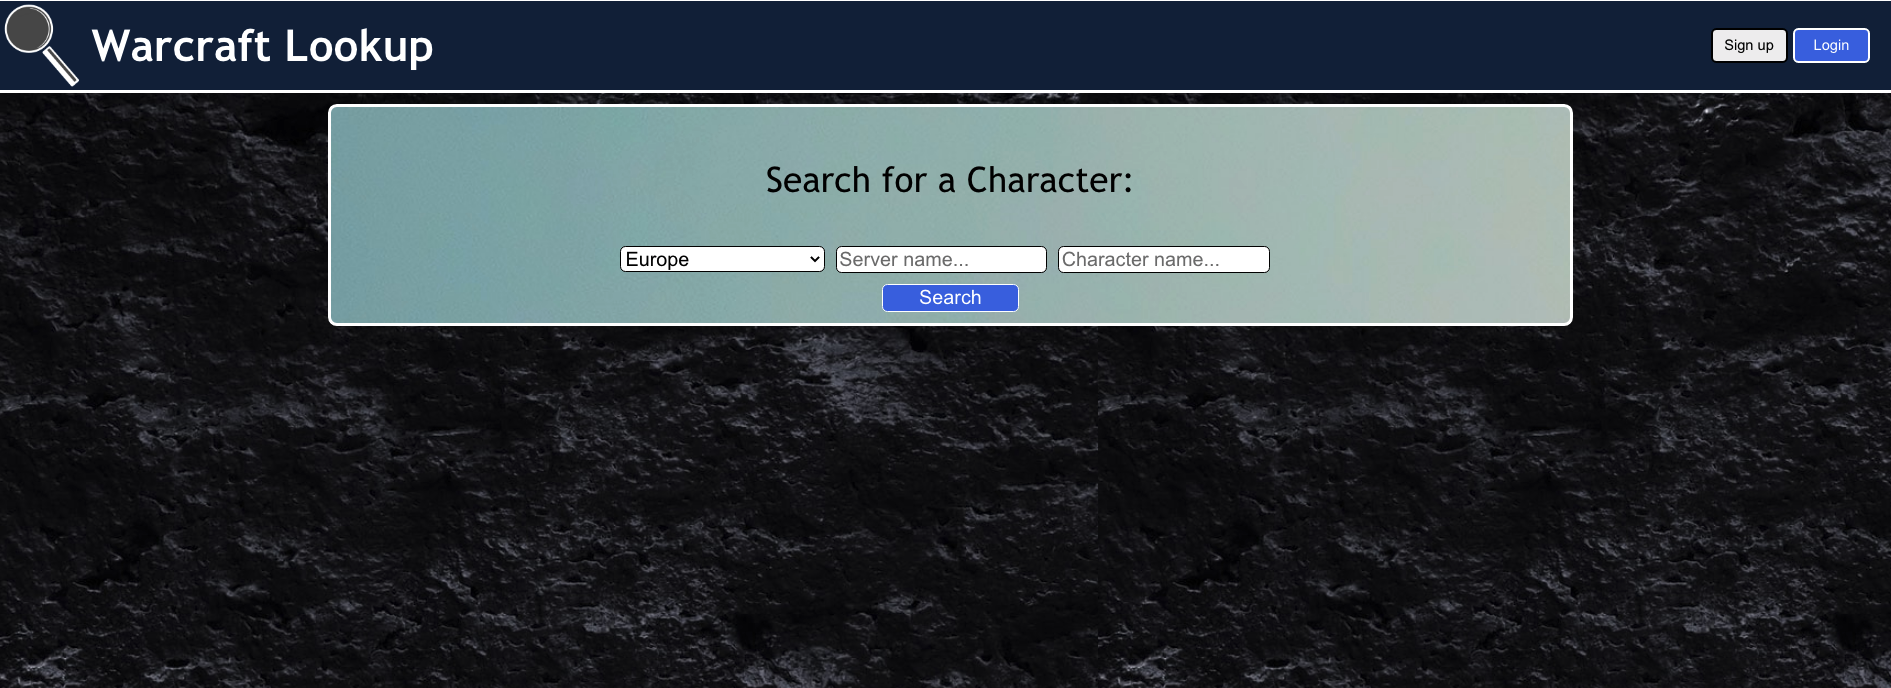 Warcraft Lookup
Sign up
Login
Search for a Character:
Europe
Server name...
Character name...
Search